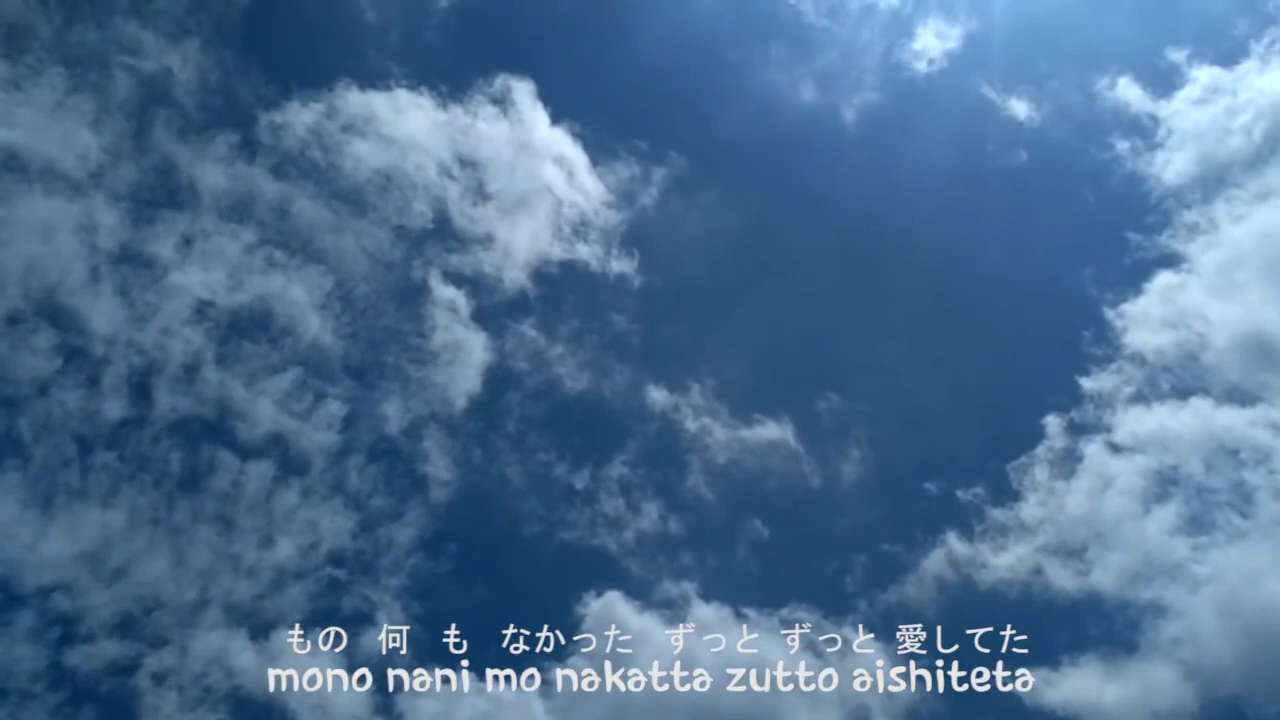 もの 何 も なかった ずっと ずっと 愛してた
mono nani mo nakatta zutto aishiteta